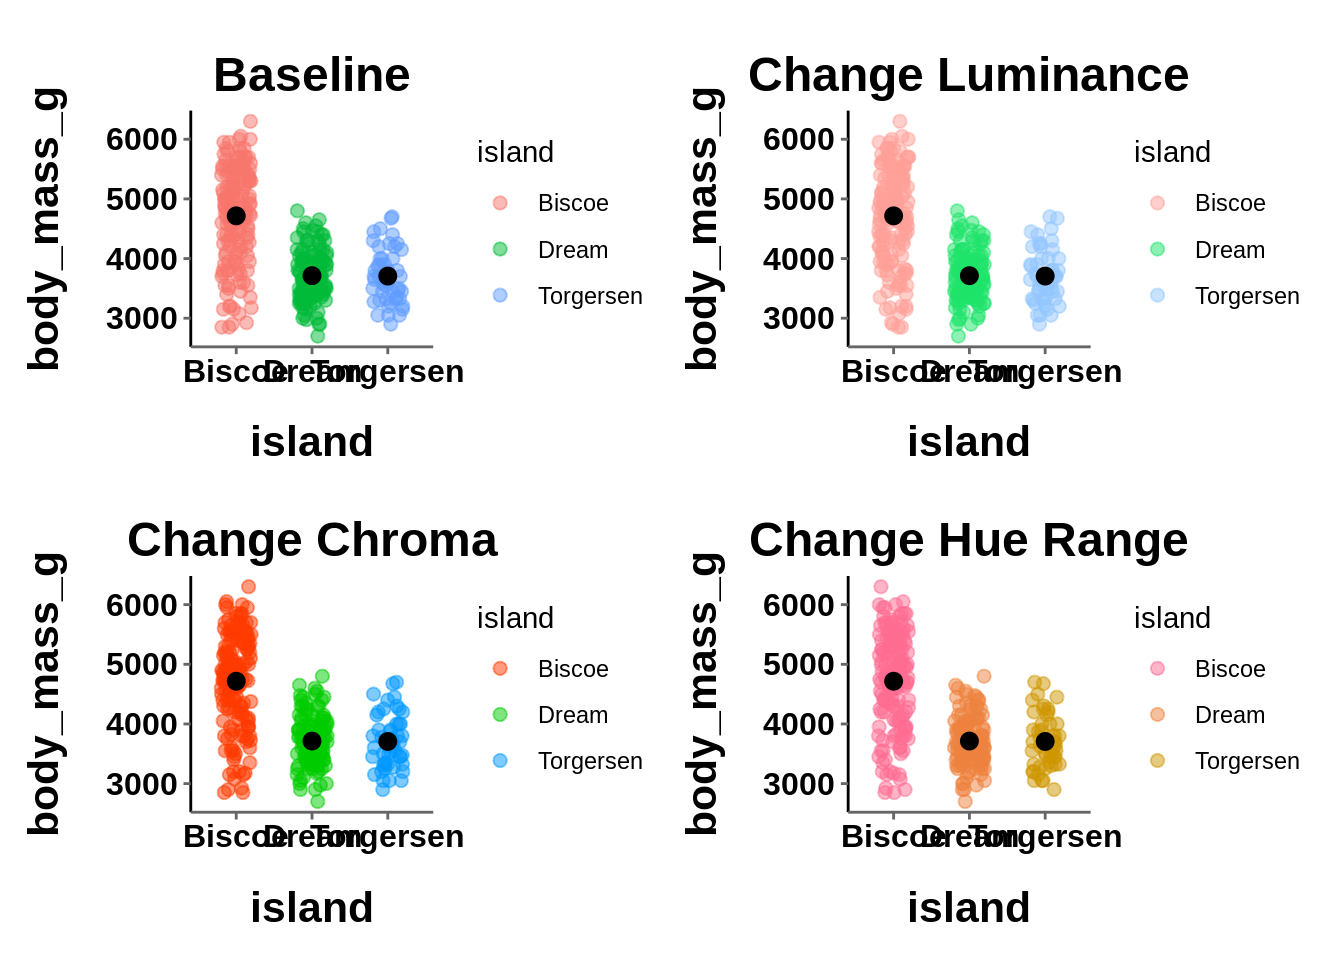 Baseline
body_mass_g
6000
5000
4000
3000
Biscoe Dream Torgersen
island
island
Biscoe
Dream
Torgersen
Change Luminance
body_mass_g
6000
5000
4000
3000
Biscoe Dream Torgersen
island
island
Biscoe
Dream
Torgersen
Change Chroma
body_mass_g
6000
5000
4000
3000
Biscoe Dream Torgersen
island
island
Biscoe
Dream
Torgersen
Change Hue Range
body_mass_g
6000
5000
4000
3000
Biscoe Dream Torgersen
island
island
Biscoe
Dream
Torgersen